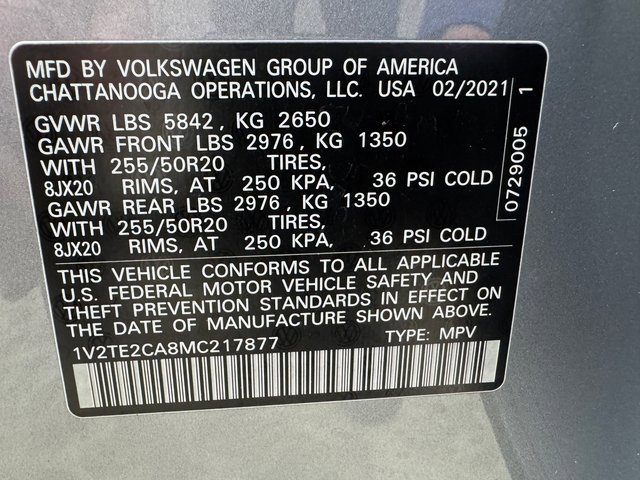 MFD BY VOLKSWAGEN GROUP OF AMERICA
CHATTANOOGA OPERATIONS, LLC. USA 02/2021
GVWR LBS 5842, KG 2650
GAWR FRONT LBS 2976, KG 1350
WITH 255/50R20 TIRES,
8JX20 RIMS, AT 250 KPA, 36 PSI COLD
GAWR REAR LBS 2976, KG 1350
WITH 255/50R20 TIRES,
8JX20 RIMS, AT 250 KPA, 36 PSI COLD
THIS VEHICLE CONFORMS TO ALL APPLICABLE
U.S. FEDERAL MOTOR VEHICLE SAFETY AND
THEFT PREVENTION STANDARDS IN EFFECT ON
THE DATE OF MANUFACTURE SHOWN ABOVE.
1V2TE2CA8MC217877 TYPE: MPV
0729005 1